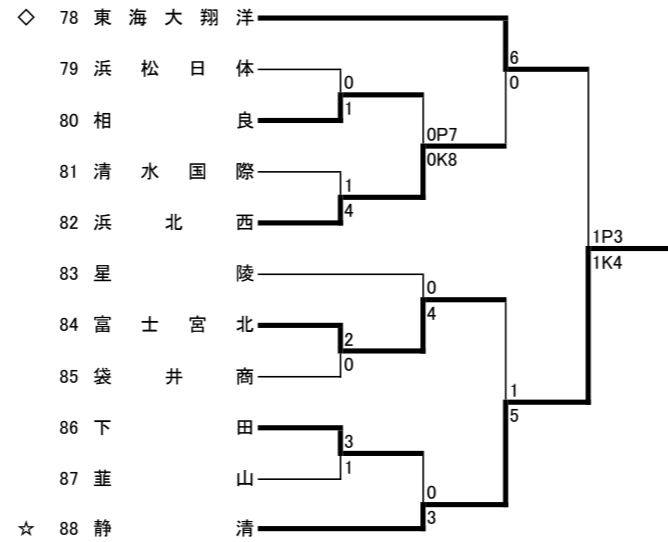 ◇ 78 東海大翔洋
6
79 浜松日体
0
0
80 相良
1
0P7
0K8
81 清水国際
1
82 浜北西
4
1P3
1K4
83 星陵
0
4
84 富士宮北
2
0
85 袋井商
1
5
86 下田
3
1
87 韮山
0
88 静清
3
☆